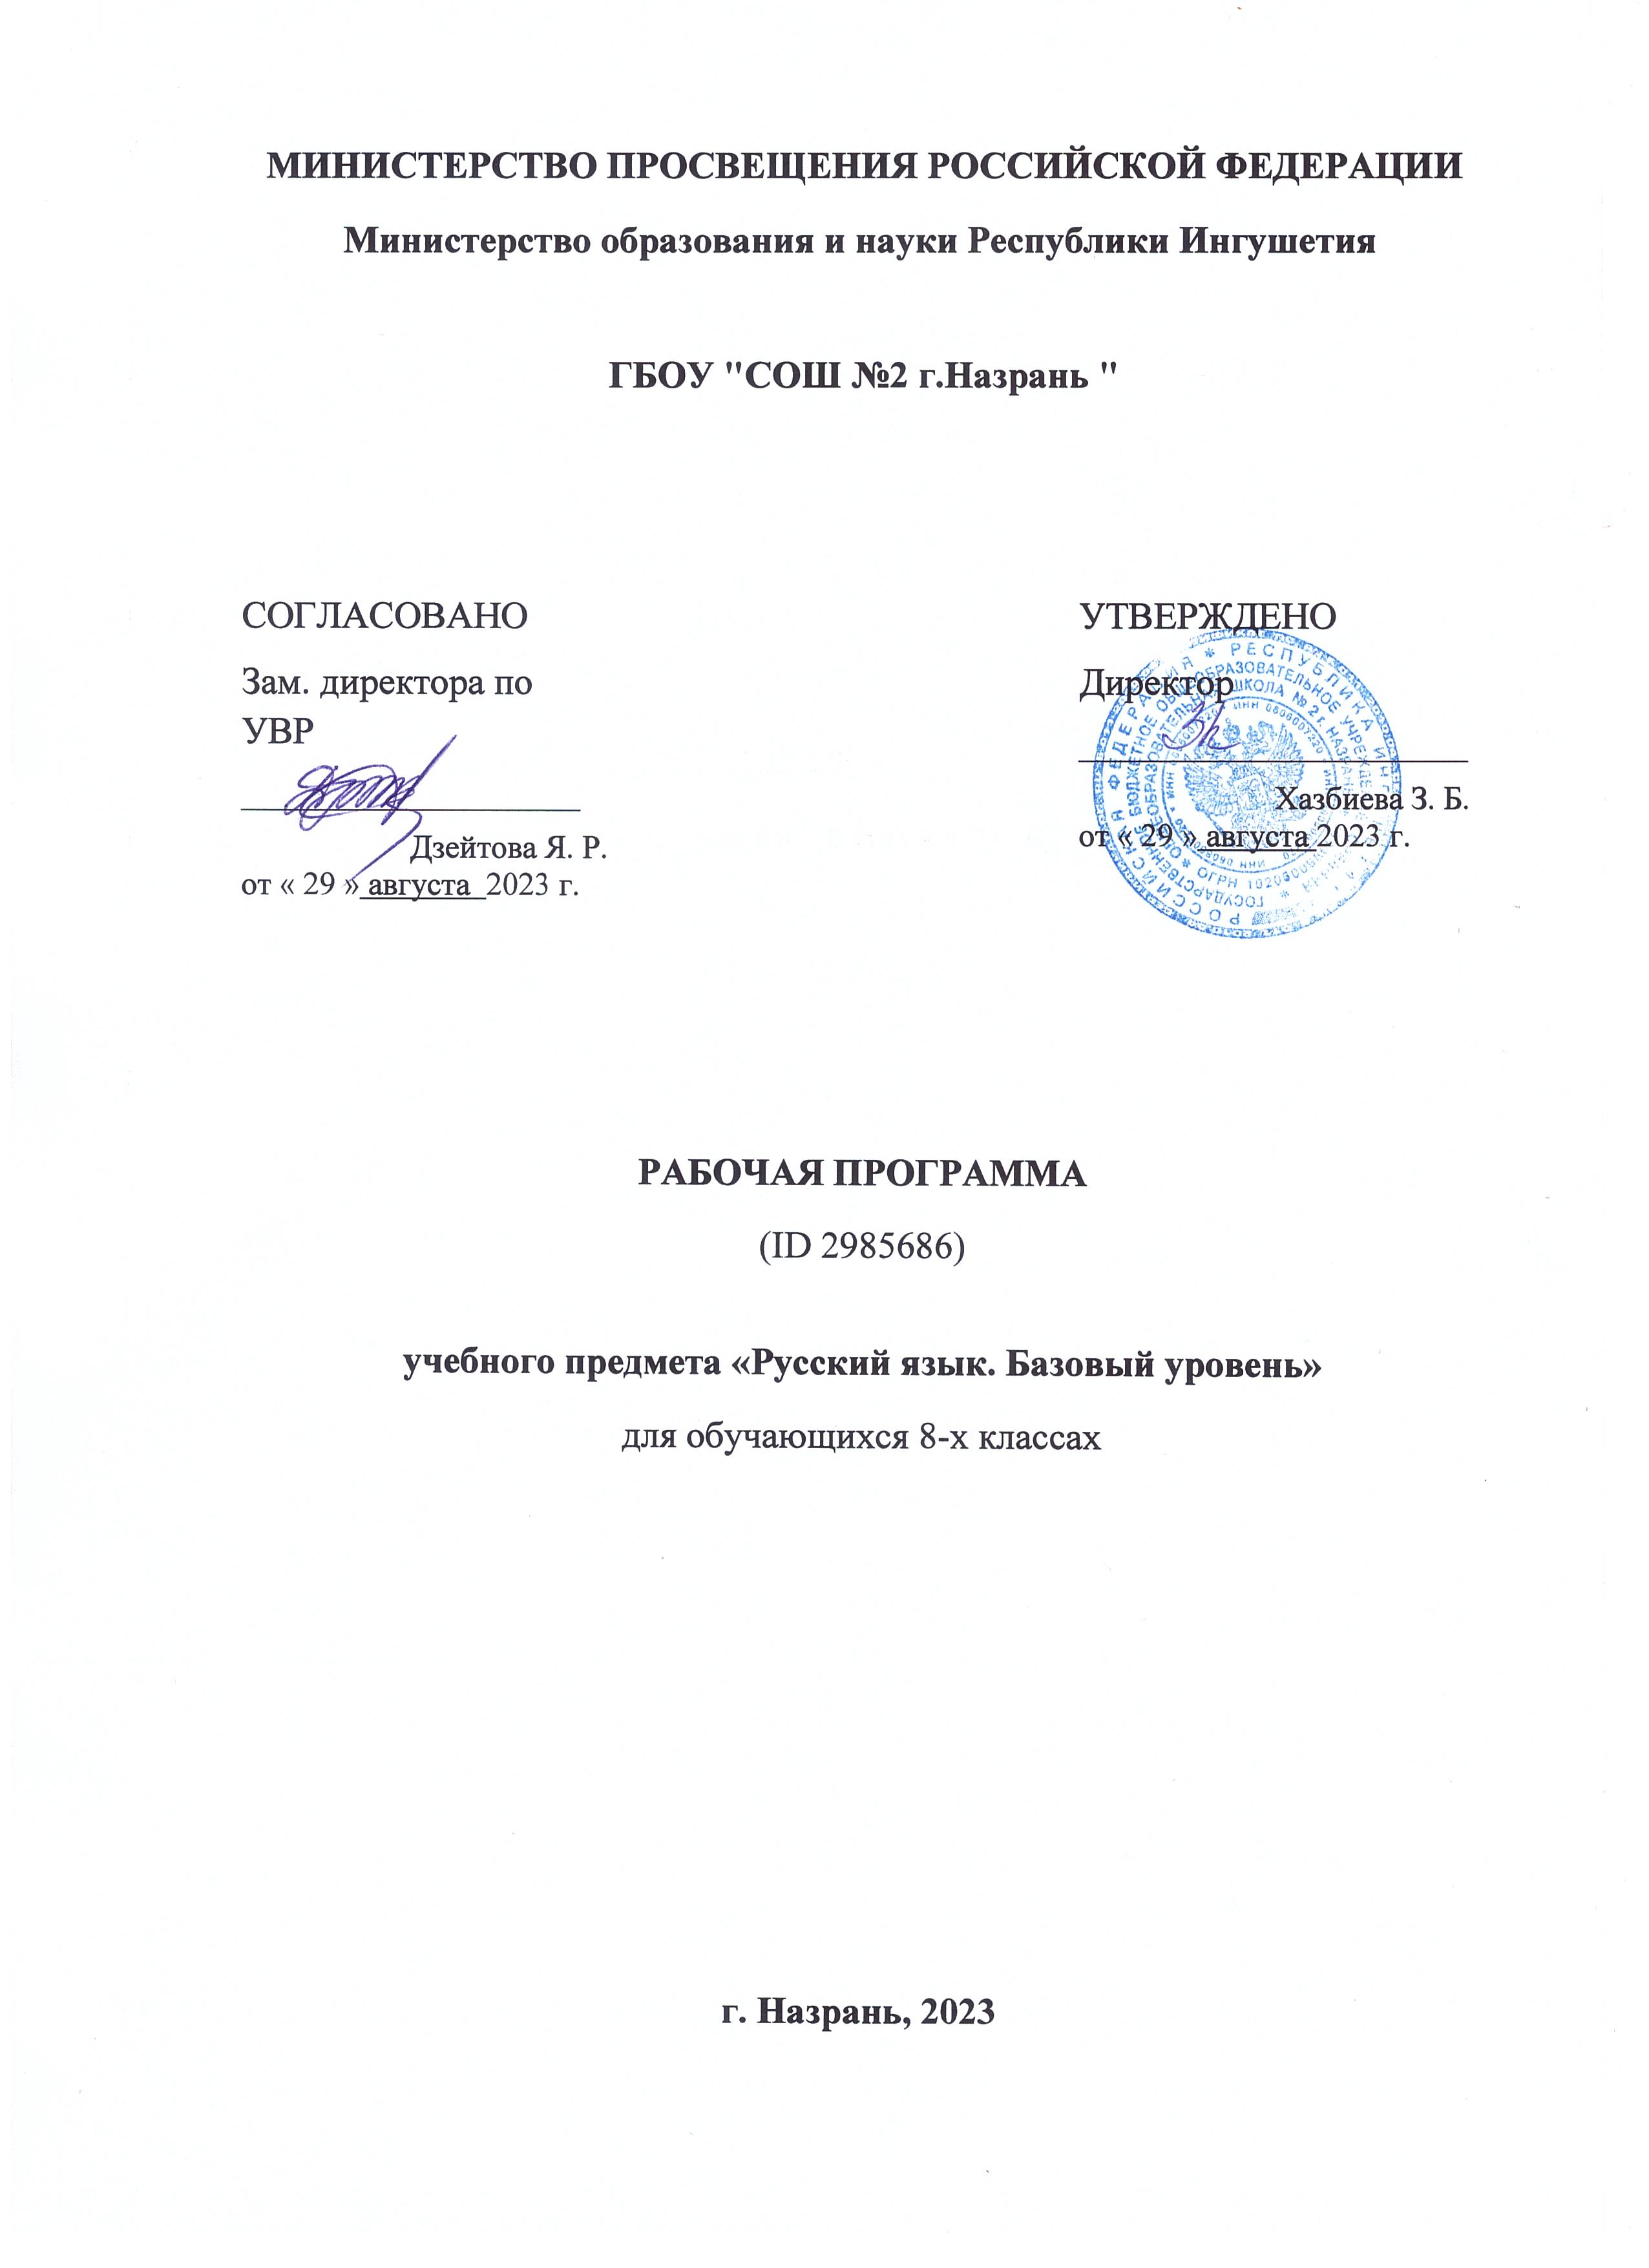 МИНИСТЕРСТВО ПРОСВЕЩЕНИЯ РОССИЙСКОЙ ФЕДЕРАЦИИ
Министерство образования и науки Республики Ингушетия
ГБОУ "СОШ №2 г.Назрань "
СОГЛАСОВАНО
Зам. директора по
УВР
Дзейтова Я. Р.
от « 29 » августа 2023 г.
УТВЕРЖДЕНО
Директор
Хазбиева З. Б.
от « 29 » августа 2023 г.
РАБОЧАЯ ПРОГРАММА
(ID 2985686)
учебного предмета «Русский язык. Базовый уровень»
для обучающихся 8-х классах
г. Назрань, 2023